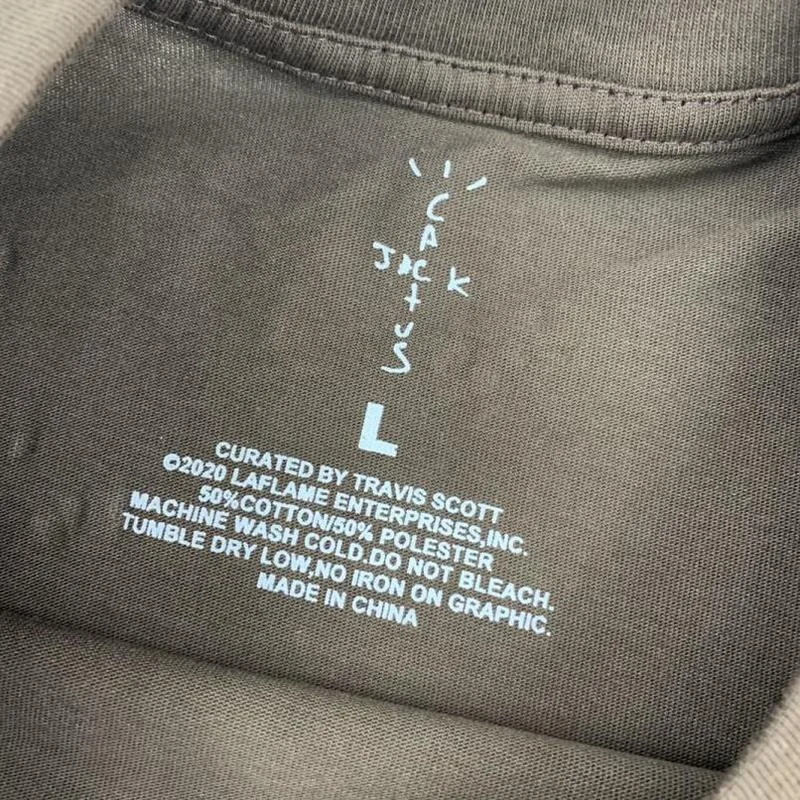 C
A
JACK
T
U
S
L
CURATED BY TRAVIS SCOTT
©2020 LAFLAME ENTERPRISES,INC.
50%COTTON/50% POLESTER
MACHINE WASH COLD.DO NOT BLEACH.
TUMBLE DRY LOW,NO IRON ON GRAPHIC.
MADE IN CHINA